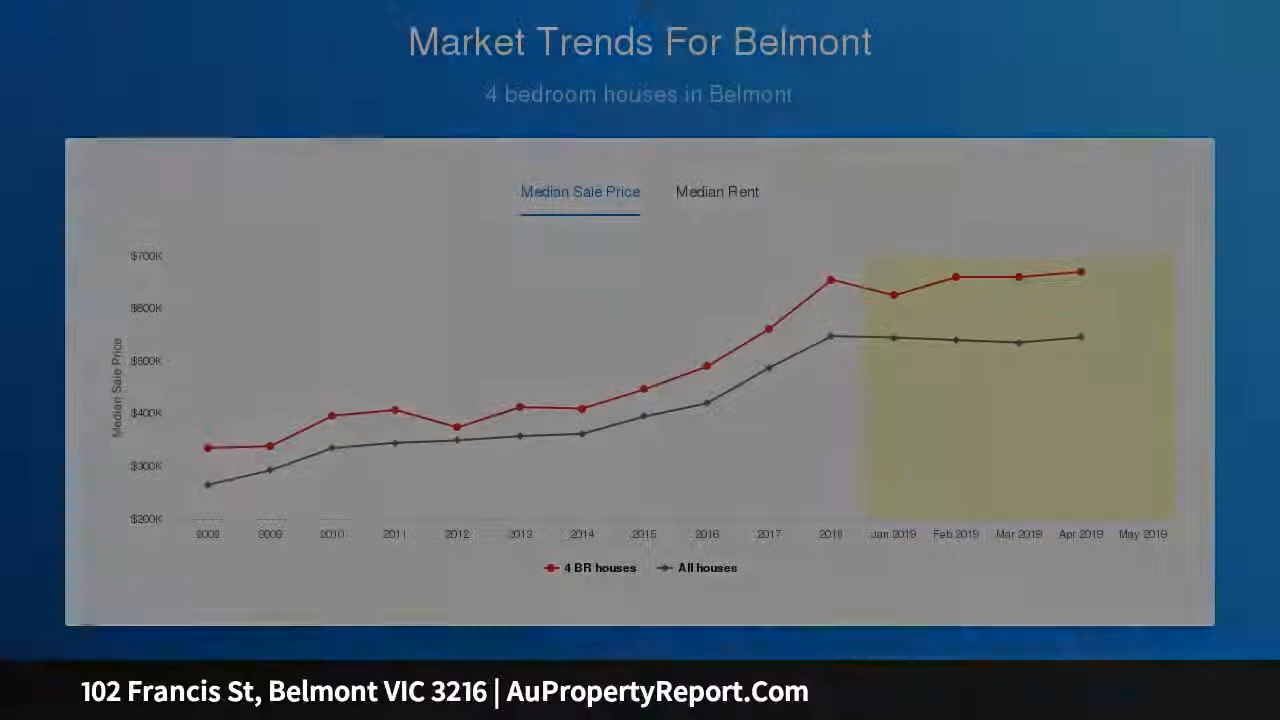 Market Trends For Belmont
4 bedroom houses in Belmont
Median Sale Price Median Rent
$700K
$600K
$500K
$400K
$300K
$200K
Median Sale Price
2008 2009 2010 2011 2012 2013 2014 2015 2016 2017 2018 Jan 2019 Feb 2019 Mar 2019 Apr 2019 May 2019
4 BR houses All houses
102 Francis St, Belmont VIC 3216 | AuPropertyReport.Com